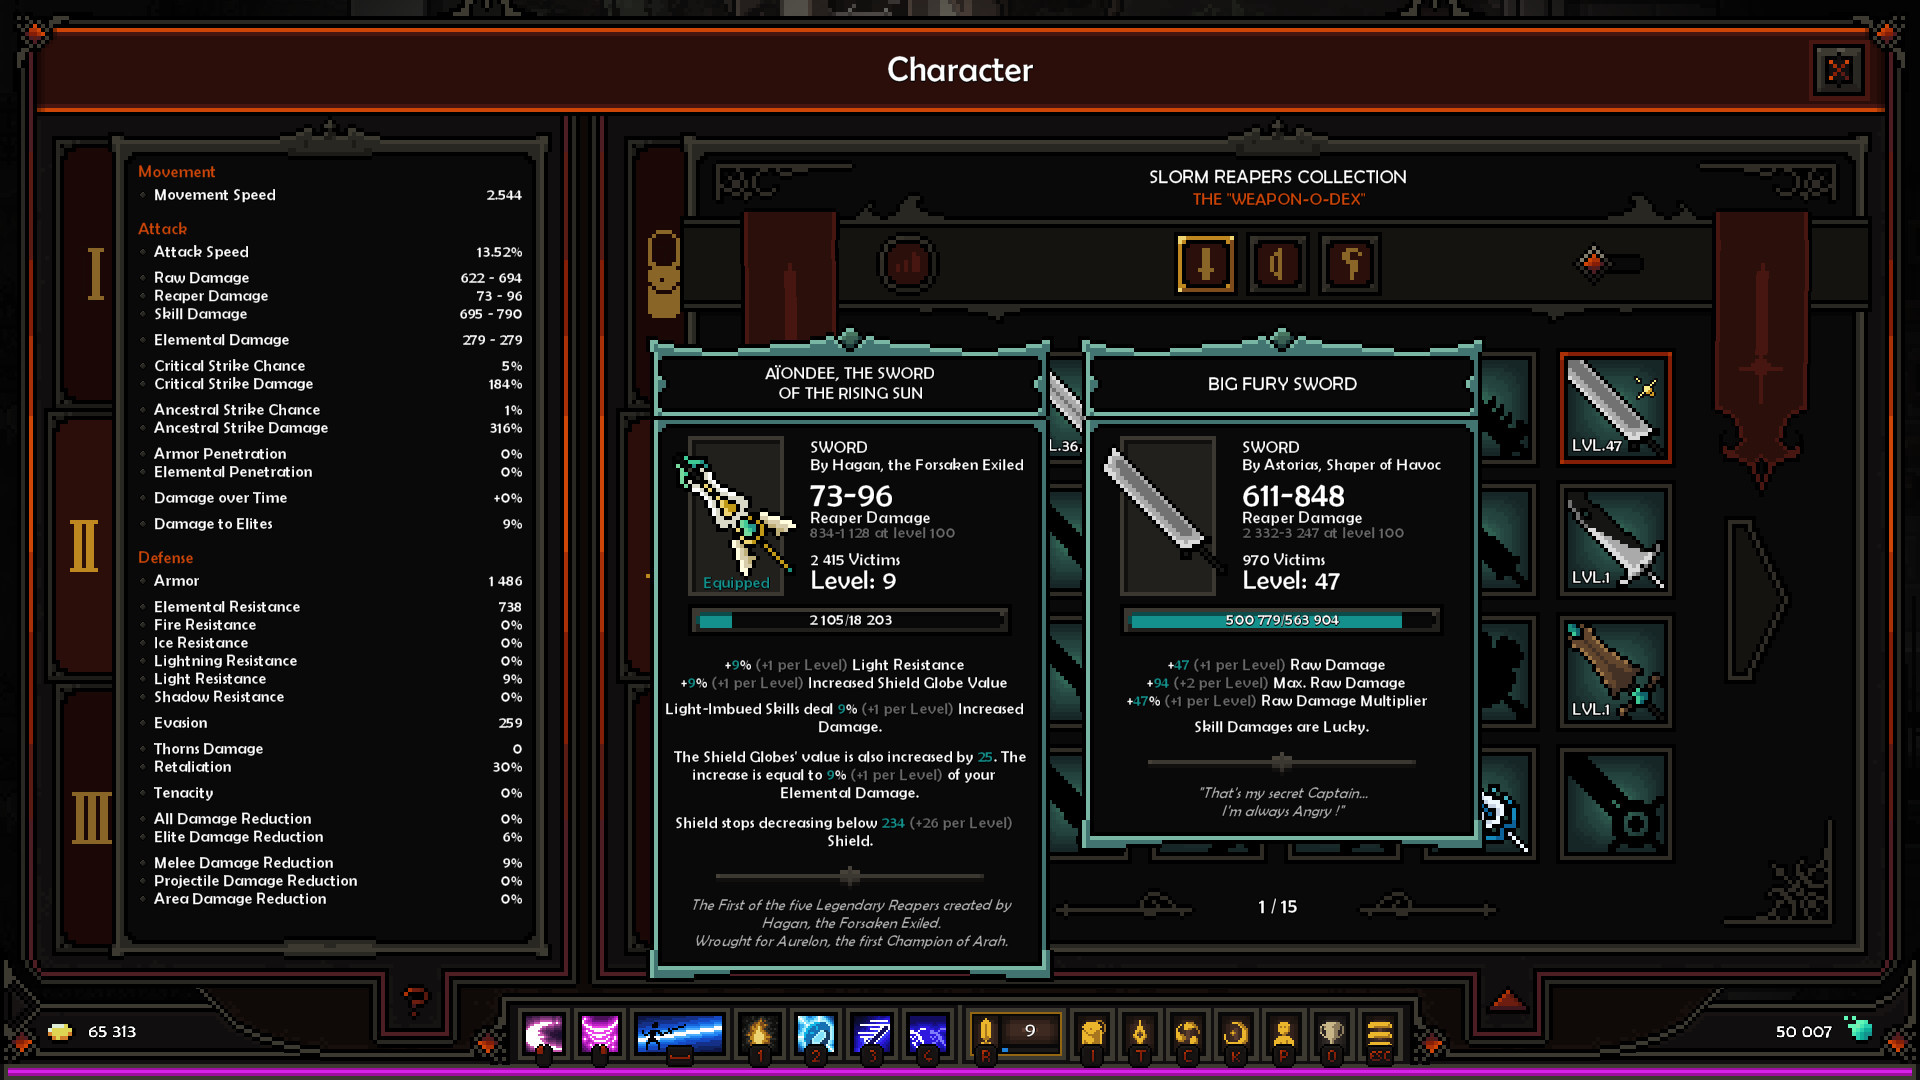 Character
Movement
Movement Speed 2.544
Attack
Attack Speed 13.52%
Raw Damage 622 - 694
Reaper Damage 73 - 96
Skill Damage 695 - 790
Elemental Damage 279 - 279
Critical Strike Chance 5%
Critical Strike Damage 184%
Ancestral Strike Chance 1%
Ancestral Strike Damage 316%
Armor Penetration 0%
Elemental Penetration 0%
Damage over Time +0%
Damage to Elites 9%
Defense
Armor 1 486
Elemental Resistance 738
Fire Resistance 0%
Ice Resistance 0%
Lightning Resistance 0%
Light Resistance 9%
Shadow Resistance 0%
Evasion 259
Thorns Damage 0
Retaliation 30%
Tenacity 0%
All Damage Reduction 0%
Elite Damage Reduction 6%
Melee Damage Reduction 9%
Projectile Damage Reduction 0%
Area Damage Reduction 0%
I
II
III
SLORM REAPERS COLLECTION
THE "WEAPON-O-DEX"
AÏONDEE, THE SWORD
OF THE RISING SUN
SWORD
By Hagan, the Forsaken Exiled
73-96
Reaper Damage
834-1 128 at level 100
2 415 Victims
Level: 9
Equipped
2 105/18 203
+9% (+1 per Level) Light Resistance
+9% (+1 per Level) Increased Shield Globe Value
Light-Imbued Skills deal 9% (+1 per Level) Increased
Damage.
The Shield Globes' value is also increased by 25. The
increase is equal to 9% (+1 per Level) of your
Elemental Damage.
Shield stops decreasing below 234 (+26 per Level)
Shield.
The First of the five Legendary Reapers created by
Hagan, the Forsaken Exiled.
Wrought for Aurelon, the first Champion of Arah.
L.36
BIG FURY SWORD
SWORD
By Astorias, Shaper of Havoc
611-848
Reaper Damage
2 332-3 247 at level 100
970 Victims
Level: 47
500 779/563 904
+47 (+1 per Level) Raw Damage
+94 (+2 per Level) Max. Raw Damage
+47% (+1 per Level) Raw Damage Multiplier
Skill Damages are Lucky.
"That's my secret Captain...
I'm always Angry !"
LVL.47
LVL.1
LVL.1
1 / 15
?
65 313
1
2
3
4
R
9
I
T
C
K
P
O
ESC
50 007